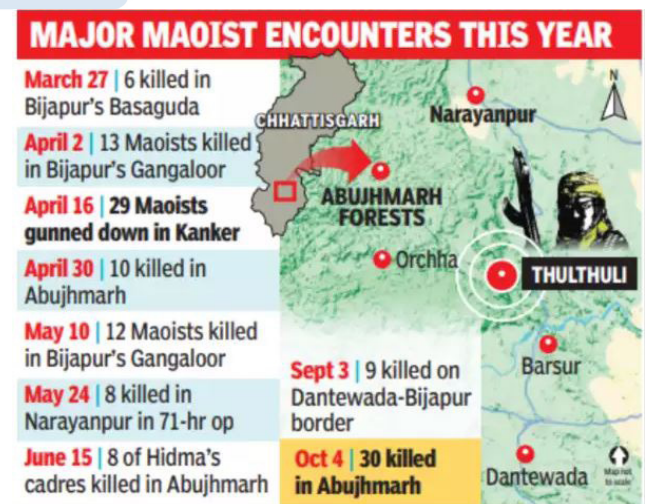 MAJOR MAOIST ENCOUNTERS THIS YEAR
March 27 | 6 killed in
Bijapur's Basaguda
April 2 | 13 Maoists killed
in Bijapur's Gangaloor
April 16 | 29 Maoists
gunned down in Kanker
April 30 | 10 killed in
Abujhmarh
May 10 | 12 Maoists killed
in Bijapur's Gangaloor
May 24 | 8 killed in
Narayanpur in 71-hr op
June 15 | 8 of Hidma's
cadres killed in Abujhmarh
Sept 3 | 9 killed on
Dantewada-Bijapur
border
Oct 4 | 30 killed
in Abujhmarh
CHHATTISGARH
N
Narayanpur
ABUJHMARH
FORESTS
Orchha
THULTHULI
Barsur
Dantewada
Map not
to scale